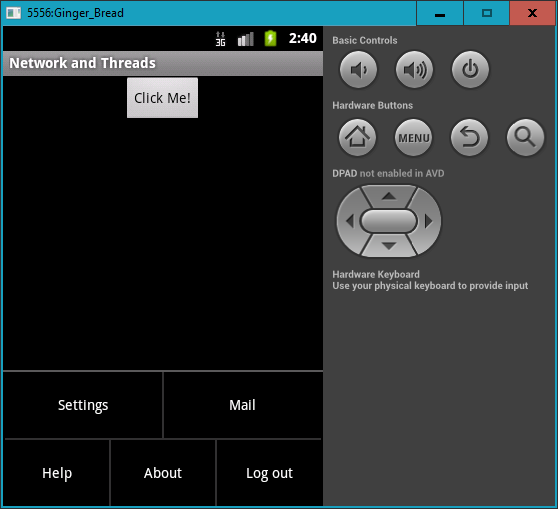 5556:Ginger_Bread
3G 2:40
Network and Threads
Click Me!
Settings Mail
Help About Log out
Basic Controls
Hardware Buttons
MENU
DPAD not enabled in AVD
Hardware Keyboard
Use your physical keyboard to provide input